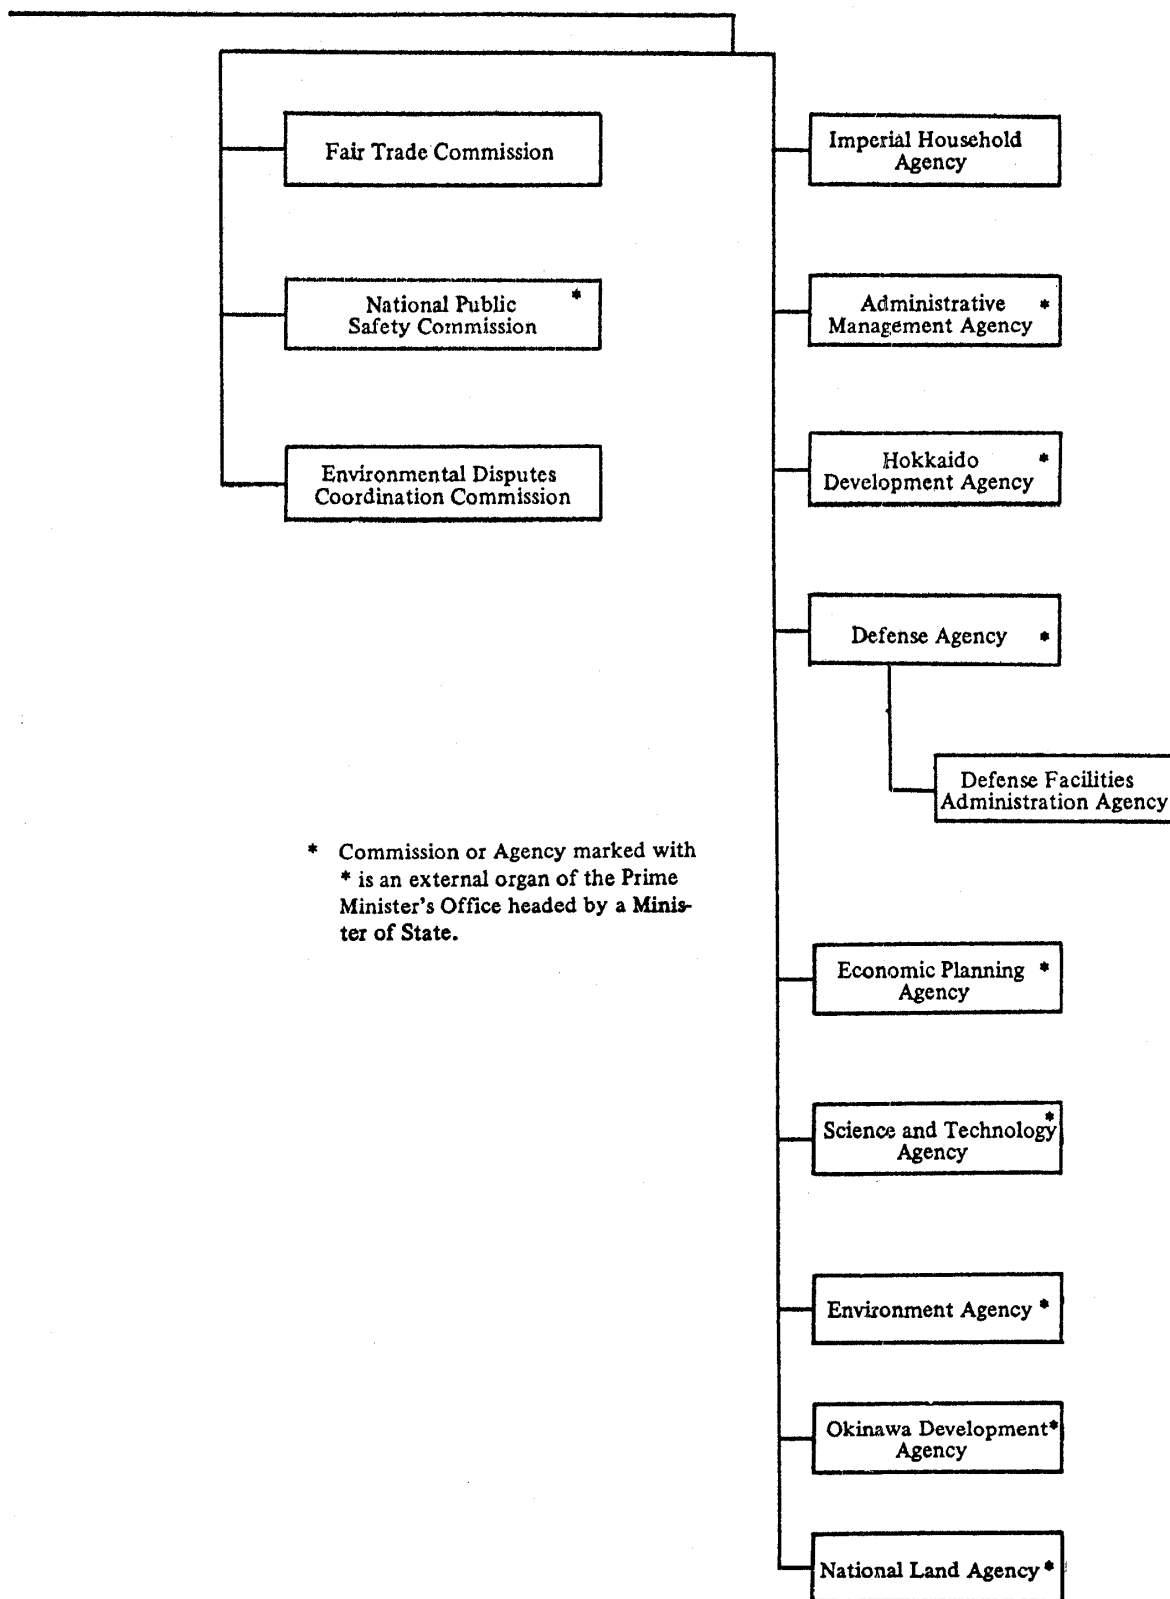 Fair Trade Commission
National Public *
Safety Commission
Environmental Disputes
Coordination Commission
* Commission or Agency marked with
* is an external organ of the Prime
Minister's Office headed by a Minis-
ter of State.
Imperial Household
Agency
Administrative *
Management Agency
Hokkaido *
Development Agency
Defense Agency *
Defense Facilities
Administration Agency
Economic Planning *
Agency
Science and Technology *
Agency
Environment Agency *
Okinawa Development *
Agency
National Land Agency *